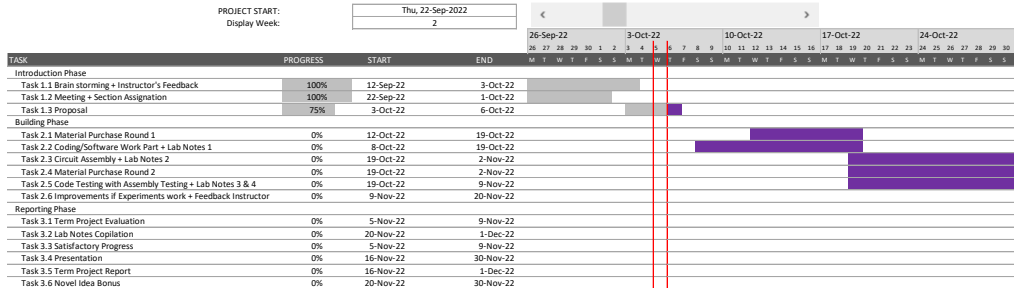 PROJECT START: Thu, 22-Sep-2022
Display Week: 2
26-Sep-22 3-Oct-22 10-Oct-22 17-Oct-22 24-Oct-22
26 27 28 29 30 1 2 3 4 5 6 7 8 9 10 11 12 13 14 15 16 17 18 19 20 21 22 23 24 25 26 27 28 29 30
TASK PROGRESS START END M T W T F S S M T W T F S S M T W T F S S M T W T F S S M T W T F S S
Introduction Phase
Task 1.1 Brain storming + Instructor's Feedback 100% 12-Sep-22 3-Oct-22
Task 1.2 Meeting + Section Assignation 100% 22-Sep-22 1-Oct-22
Task 1.3 Proposal 75% 3-Oct-22 6-Oct-22
Building Phase
Task 2.1 Material Purchase Round 1 0% 12-Oct-22 19-Oct-22
Task 2.2 Coding/Software Work Part + Lab Notes 1 0% 8-Oct-22 19-Oct-22
Task 2.3 Circuit Assembly + Lab Notes 2 0% 19-Oct-22 2-Nov-22
Task 2.4 Material Purchase Round 2 0% 19-Oct-22 2-Nov-22
Task 2.5 Code Testing with Assembly Testing + Lab Notes 3 & 4 0% 19-Oct-22 9-Nov-22
Task 2.6 Improvements if Experiments work + Feedback Instructor 0% 9-Nov-22 20-Nov-22
Reporting Phase
Task 3.1 Term Project Evaluation 0% 5-Nov-22 9-Nov-22
Task 3.2 Lab Notes Copilation 0% 20-Nov-22 1-Dec-22
Task 3.3 Satisfactory Progress 0% 5-Nov-22 9-Nov-22
Task 3.4 Presentation 0% 16-Nov-22 30-Nov-22
Task 3.5 Term Project Report 0% 16-Nov-22 1-Dec-22
Task 3.6 Novel Idea Bonus 0% 20-Nov-22 30-Nov-22